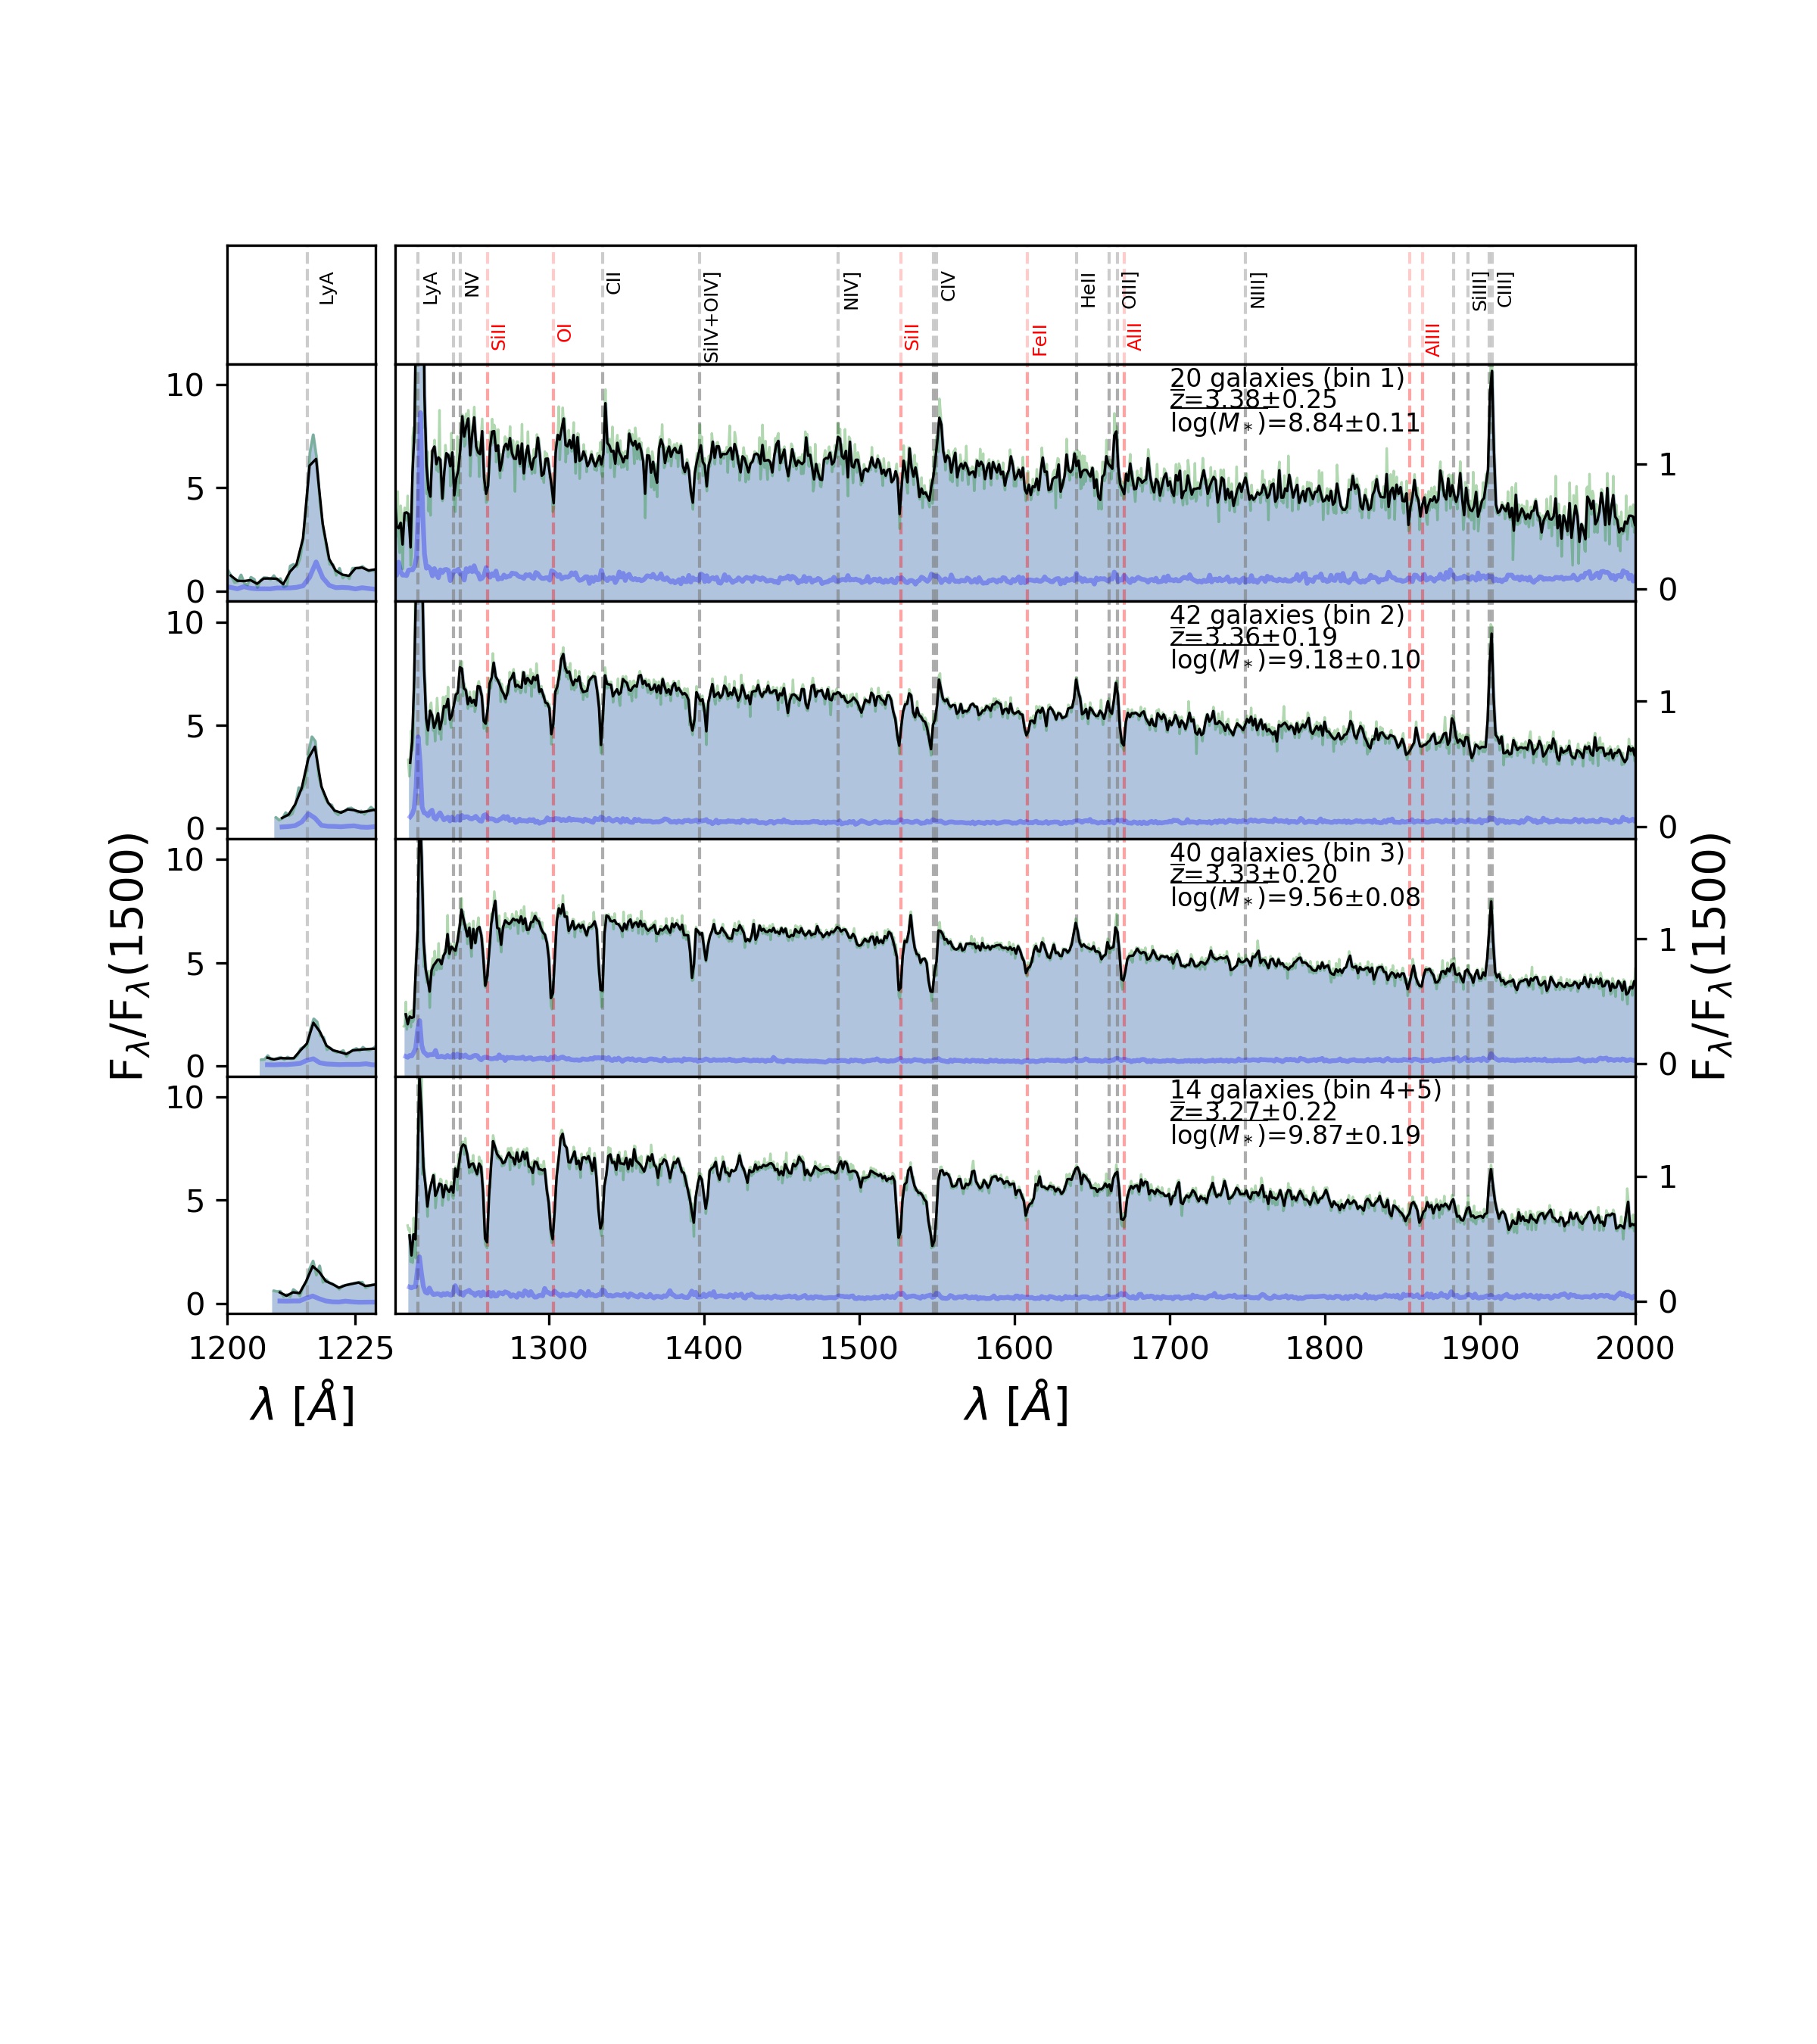 LyA
LyA
NV
SiII
OI
CII
SiIV+OIV]
NIV]
SiII
CIV
FeII
HeII
OIII]
AlII
NIII]
AlIII
SiIII]
CIII]
10
5
0
20 galaxies (bin 1)
z=3.38±0.25
log(M*)=8.84±0.11
1
0
10
5
0
42 galaxies (bin 2)
z=3.36±0.19
log(M*)=9.18±0.10
1
0
10
5
0
40 galaxies (bin 3)
z=3.33±0.20
log(M*)=9.56±0.08
1
0
10
5
0
14 galaxies (bin 4+5)
z=3.27±0.22
log(M*)=9.87±0.19
1
0
Fλ/Fλ(1500)
Fλ/Fλ(1500)
1200 1225 1300 1400 1500 1600 1700 1800 1900 2000
λ [Å] λ [Å]